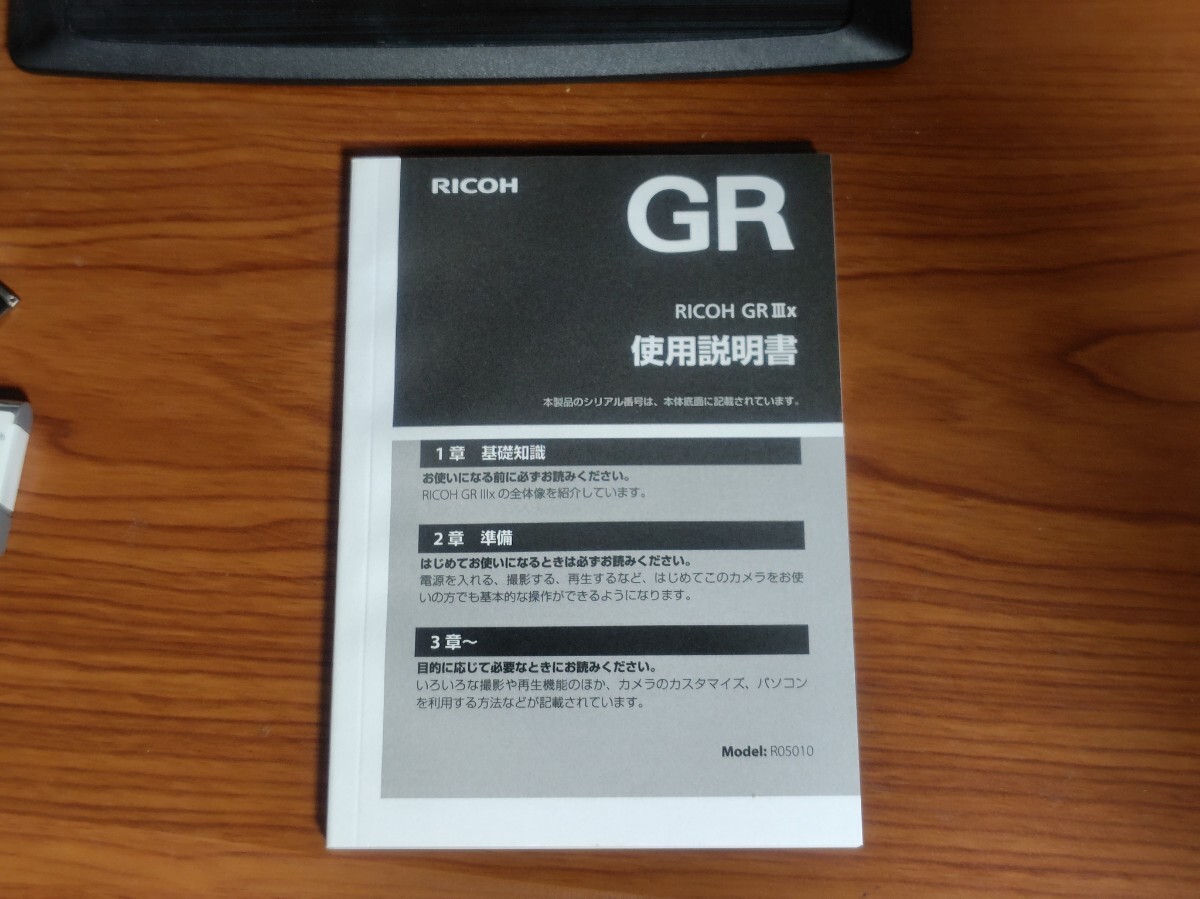 RICOH
GR
RICOH GR Ⅲx
使用説明書
本製品のシリアル番号は、本体底面に記載されています。
1章 基礎知識
お使いになる前に必ずお読みください。
RICOH GR IIIx の全体像を紹介しています。
2章 準備
はじめてお使いになるときは必ずお読みください。
電源を入れる、撮影する、再生するなど、はじめてこのカメラをお使
いの方でも基本的な操作ができるようになります。
3章～
目的に応じて必要なときにお読みください。
いろいろな撮影や再生機能のほか、カメラのカスタマイズ、パソコン
を利用する方法などが記載されています。
Model: R05010